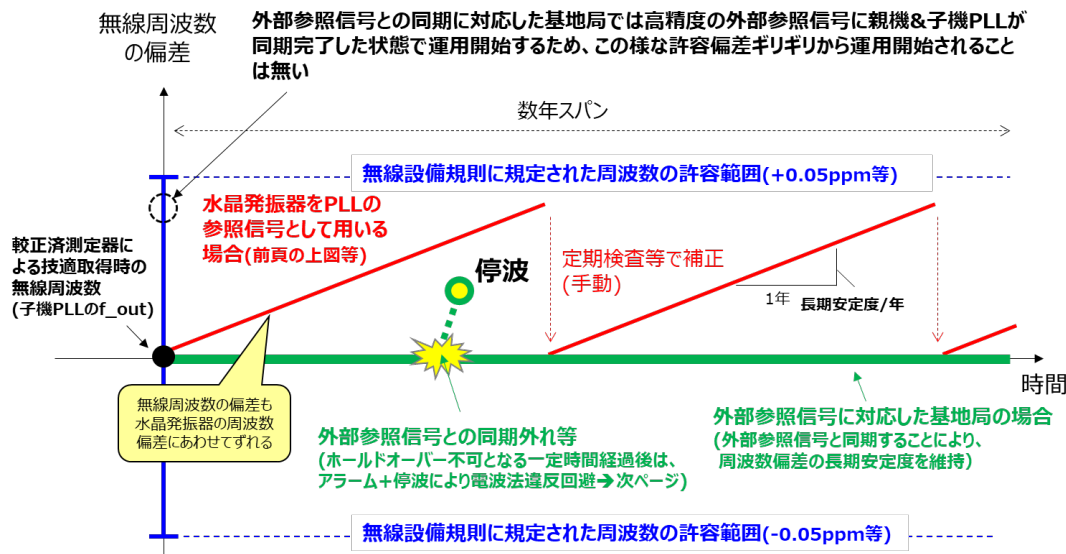 無線周波数
の偏差
外部参照信号との同期に対応した基地局では高精度の外部参照信号に親機&子機PLLが
同期完了した状態で運用開始するため、この様な許容偏差ギリギリから運用開始されること
は無い
数年スパン
無線設備規則に規定された周波数の許容範囲(+0.05ppm等)
水晶発振器をPLLの
参照信号として用いる
場合(前頁の上図等)
較正済測定器に
よる技適取得時の
無線周波数
(子機PLLのf_out)
停波
定期検査等で補正
(手動)
1年
長期安定度/年
時間
無線周波数の偏差も
水晶発振器の周波数
偏差にあわせてずれる
外部参照信号との同期外れ等
(ホールドオーバー不可となる一定時間経過後は、
アラーム+停波により電波法違反回避➔次ページ)
外部参照信号に対応した基地局の場合
(外部参照信号と同期することにより、
周波数偏差の長期安定度を維持)
無線設備規則に規定された周波数の許容範囲(-0.05ppm等)